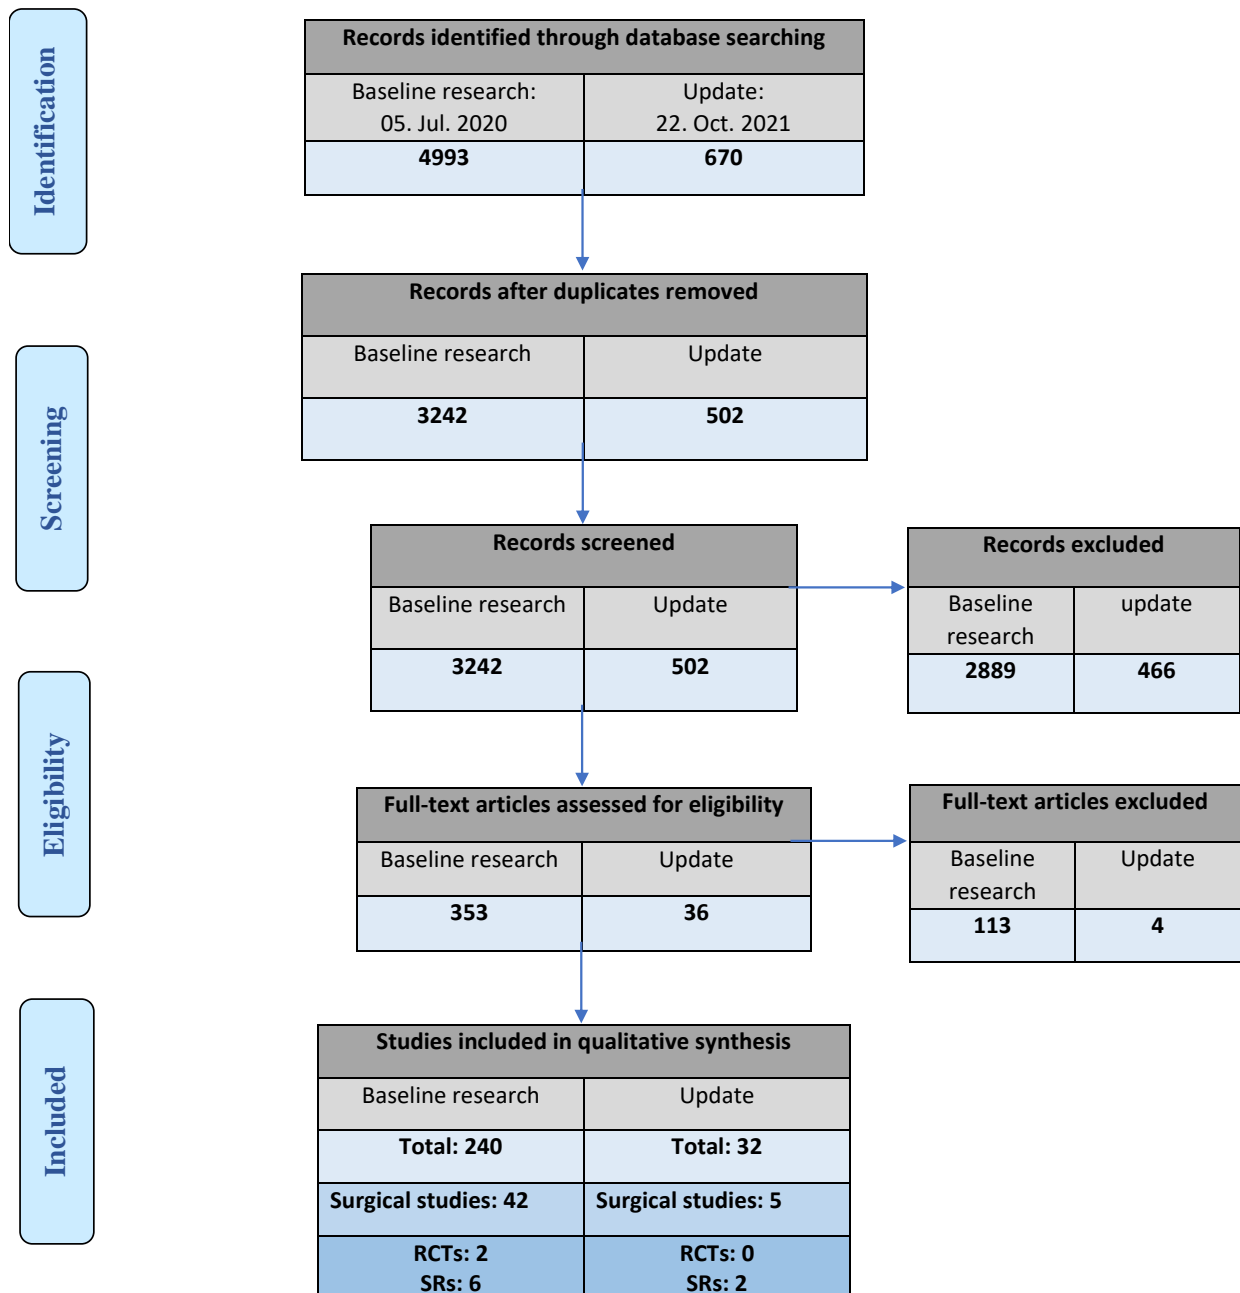 Identification
Records identified through database searching
Baseline research:
05. Jul. 2020
Update:
22. Oct. 2021
4993
670
Records after duplicates removed
Baseline research
Update
3242
502
Screening
Records screened
Baseline research
Update
3242
502
Records excluded
Baseline
research
update
2889
466
Eligibility
Full-text articles assessed for eligibility
Baseline research
Update
353
36
Full-text articles excluded
Baseline
research
Update
113
4
Included
Studies included in qualitative synthesis
Baseline research
Update
Total: 240
Total: 32
Surgical studies: 42
Surgical studies: 5
RCTs: 2
SRs: 6
RCTs: 0
SRs: 2